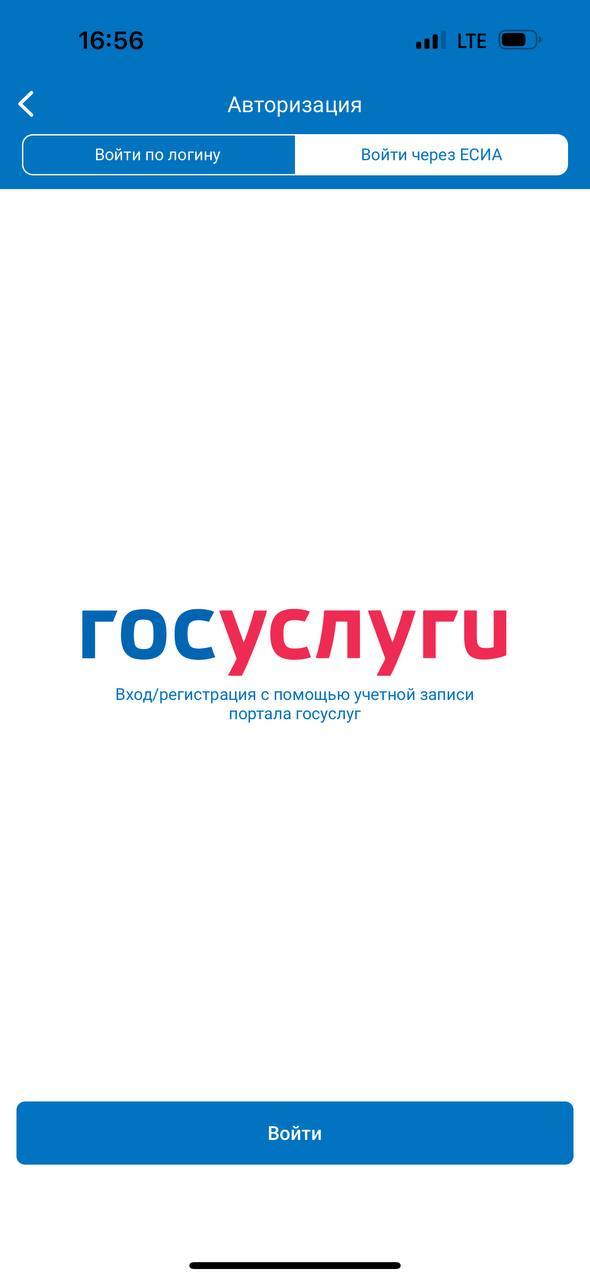 16:56
LTE
Авторизация
Войти по логину
Войти через ЕСИА
госуслуги
Вход/регистрация с помощью учетной записи
портала госуслуг
Войти